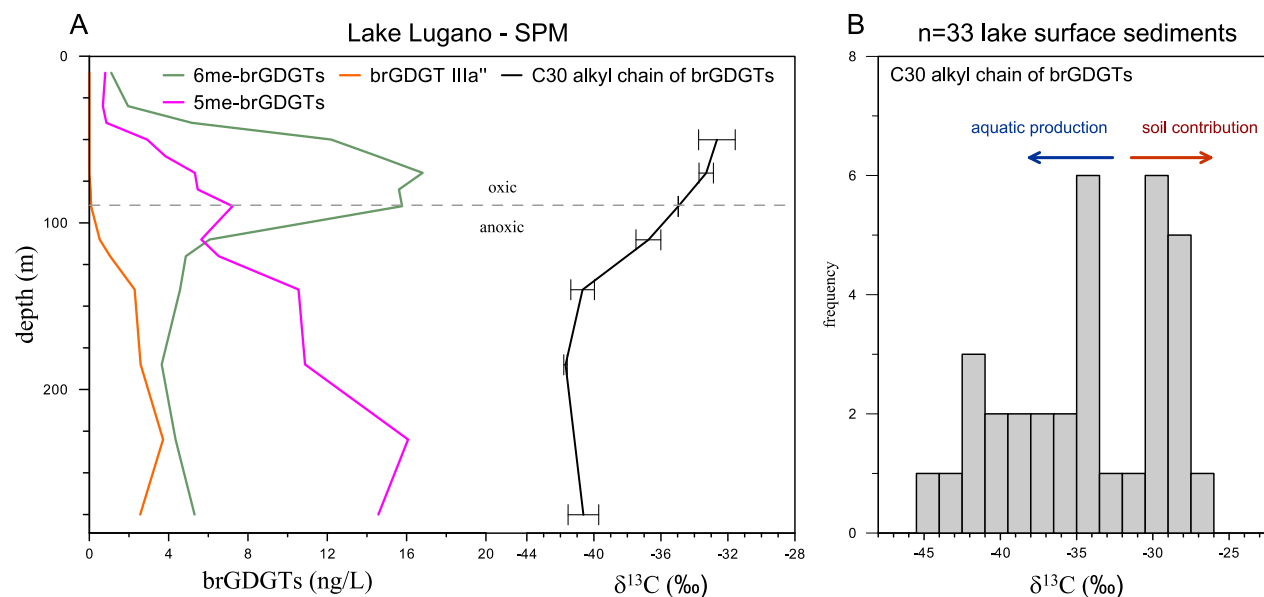 A
Lake Lugano - SPM
6me-brGDGTs
brGDGT IIIa"
C30 alkyl chain of brGDGTs
5me-brGDGTs
0
100
200
depth (m)
oxic
anoxic
0
4
8
12
16
20
-44
-40
-36
-32
-28
brGDGTs (ng/L)
δ¹³C (‰)
B
n=33 lake surface sediments
C30 alkyl chain of brGDGTs
aquatic production
soil contribution
8
6
4
2
0
frequency
-45
-40
-35
-30
-25
δ¹³C (‰)